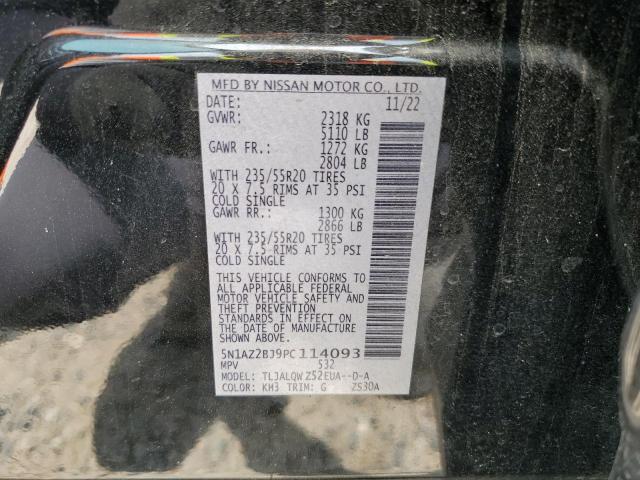 MFD BY NISSAN MOTOR CO., LTD.
DATE: 11/22
GVWR: 2318 KG
5110 LB
GAWR FR.: 1272 KG
2804 LB
WITH 235/55R20 TIRES
20 X 7.5 RIMS AT 35 PSI
COLD SINGLE
GAWR RR.: 1300 KG
2866 LB
WITH 235/55R20 TIRES
20 X 7.5 RIMS AT 35 PSI
COLD SINGLE
THIS VEHICLE CONFORMS TO
ALL APPLICABLE FEDERAL
MOTOR VEHICLE SAFETY AND
THEFT PREVENTION
STANDARDS IN EFFECT ON
THE DATE OF MANUFACTURE
SHOWN ABOVE.
5N1AZ2BJ9PC114093
MPV 532
MODEL: TLJALQW Z52EUA--D-A
COLOR: KH3 TRIM: G ZS30A